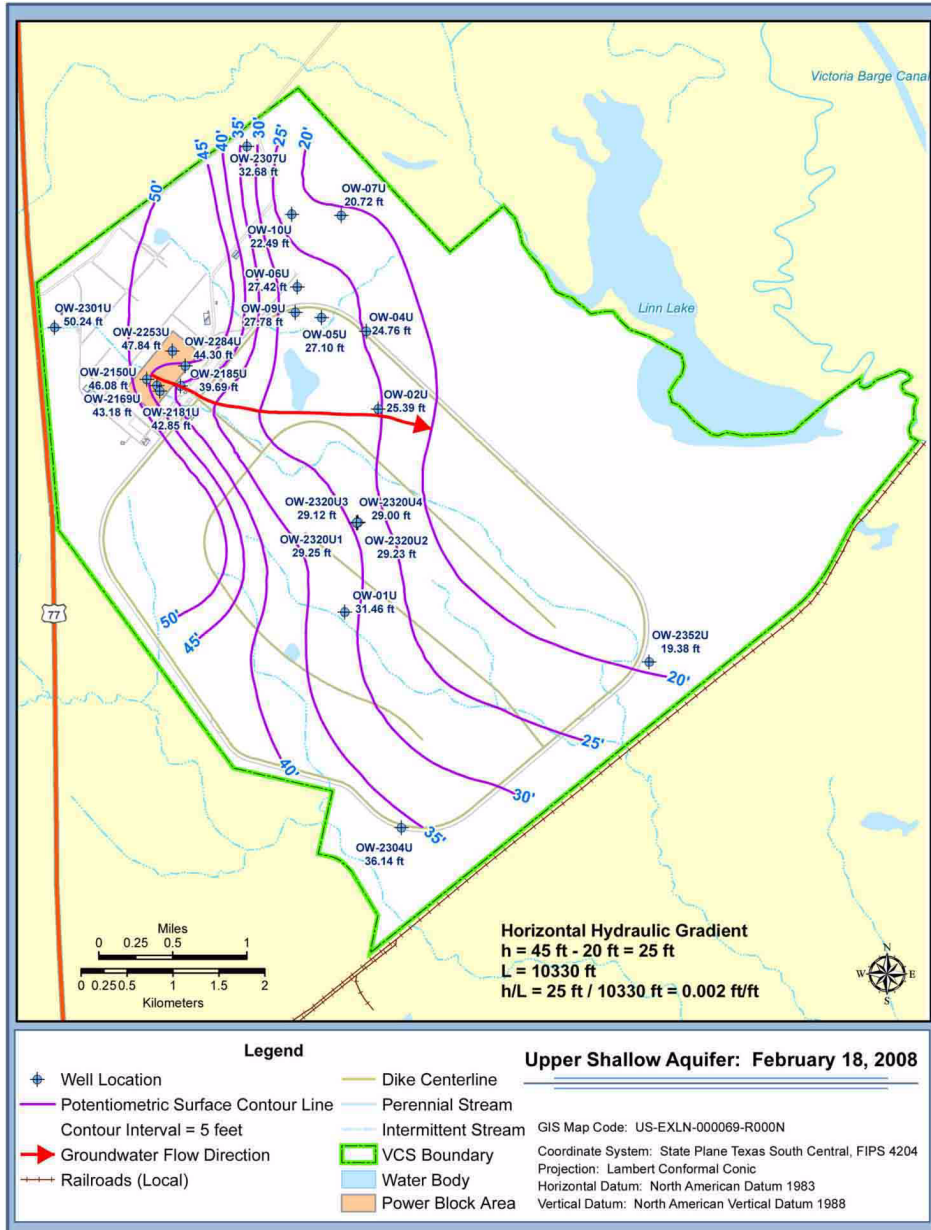 Victoria Barge Canal
20'
25'
30'
35'
40'
45'
50'
OW-2307U
32.68 ft
OW-07U
20.72 ft
OW-10U
22.49 ft
OW-06U
27.42 ft
Linn Lake
OW-2301U
50.24 ft
OW-09U
27.78 ft
OW-04U
24.76 ft
OW-05U
27.10 ft
OW-2253U
47.84 ft
OW-2284U
44.30 ft
OW-2150U
46.08 ft
OW-2185U
39.69 ft
OW-2169U
43.18 ft
OW-2181U
42.85 ft
OW-02U
25.39 ft
OW-2320U3
29.12 ft
OW-2320U4
29.00 ft
OW-2320U1
29.25 ft
OW-2320U2
29.23 ft
OW-01U
31.46 ft
77
50'
45'
OW-2352U
19.38 ft
20'
25'
40'
30'
35'
OW-2304U
36.14 ft
Miles
0 0.25 0.5 1
0 0.25 0.5 1 1.5 2
Kilometers
Horizontal Hydraulic Gradient
h = 45 ft - 20 ft = 25 ft
L = 10330 ft
h/L = 25 ft / 10330 ft = 0.002 ft/ft
N
W E
S
Legend
Well Location
Potentiometric Surface Contour Line
Contour Interval = 5 feet
Groundwater Flow Direction
Railroads (Local)
Dike Centerline
Perennial Stream
Intermittent Stream
VCS Boundary
Water Body
Power Block Area
Upper Shallow Aquifer: February 18, 2008
GIS Map Code: US-EXLN-000069-R000N
Coordinate System: State Plane Texas South Central, FIPS 4204
Projection: Lambert Conformal Conic
Horizontal Datum: North American Datum 1983
Vertical Datum: North American Vertical Datum 1988